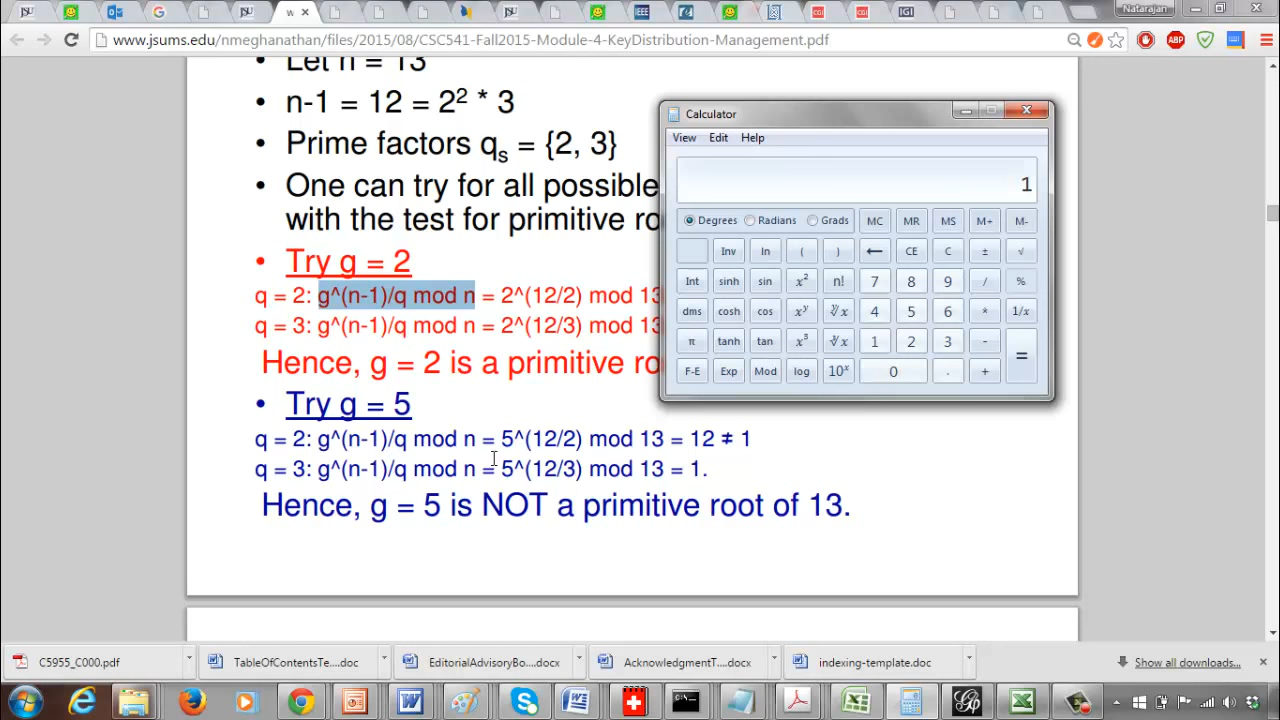 Natarajan
www.jsums.edu/nmeghanathan/files/2015/08/CSC541-Fall2015-Module-4-KeyDistribution-Management.pdf
• Let n = 13
• n-1 = 12 = 2² * 3
• Prime factors qs = {2, 3}
• One can try for all possible
with the test for primitive ro
• Try g = 2
q = 2: g^(n-1)/q mod n = 2^(12/2) mod 13
q = 3: g^(n-1)/q mod n = 2^(12/3) mod 13
Hence, g = 2 is a primitive ro
• Try g = 5
q = 2: g^(n-1)/q mod n = 5^(12/2) mod 13 = 12 ≠ 1
q = 3: g^(n-1)/q mod n = 5^(12/3) mod 13 = 1.
Hence, g = 5 is NOT a primitive root of 13.
Calculator
View Edit Help
1
Degrees Radians Grads MC MR MS M+ M-
Inv ln ( ) ← CE C ± √
Int sinh sin x² n! 7 8 9 / %
dms cosh cos xʸ ʸ√x 4 5 6 * 1/x
π tanh tan x³ ³√x 1 2 3 - =
F-E Exp Mod log 10ˣ 0 . +
C5955_C000.pdf TableOfContentsTe....doc EditorialAdvisoryBo....docx AcknowledgmentT....docx indexing-template.doc Show all downloads...